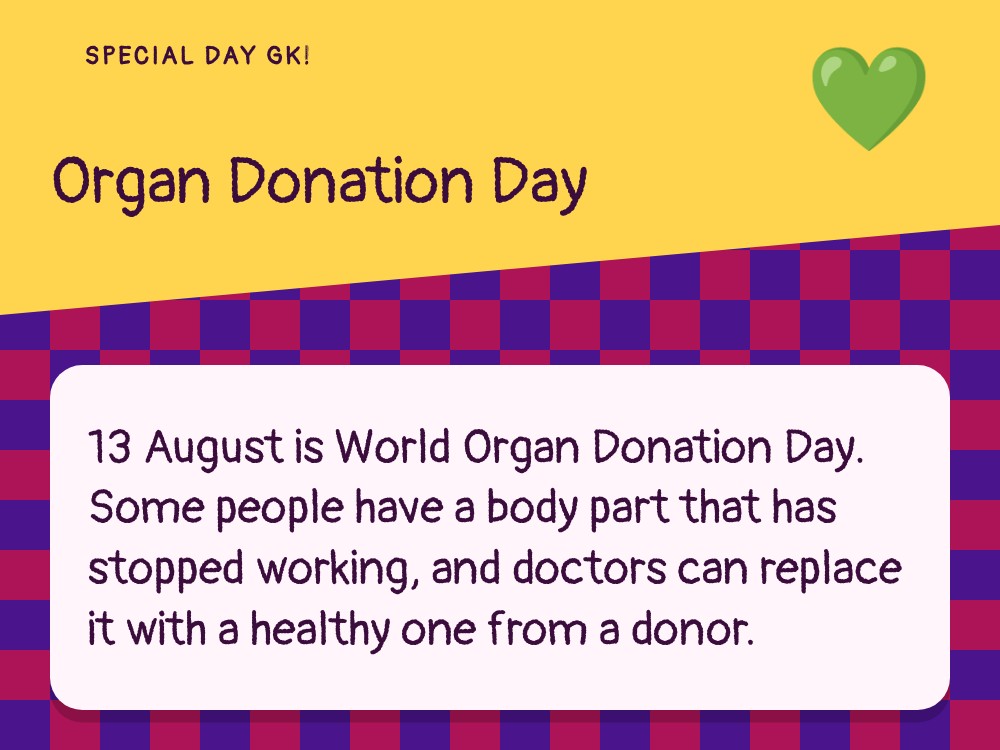 SPECIAL DAY GK!
Organ Donation Day
13 August is World Organ Donation Day.
Some people have a body part that has
stopped working, and doctors can replace
it with a healthy one from a donor.